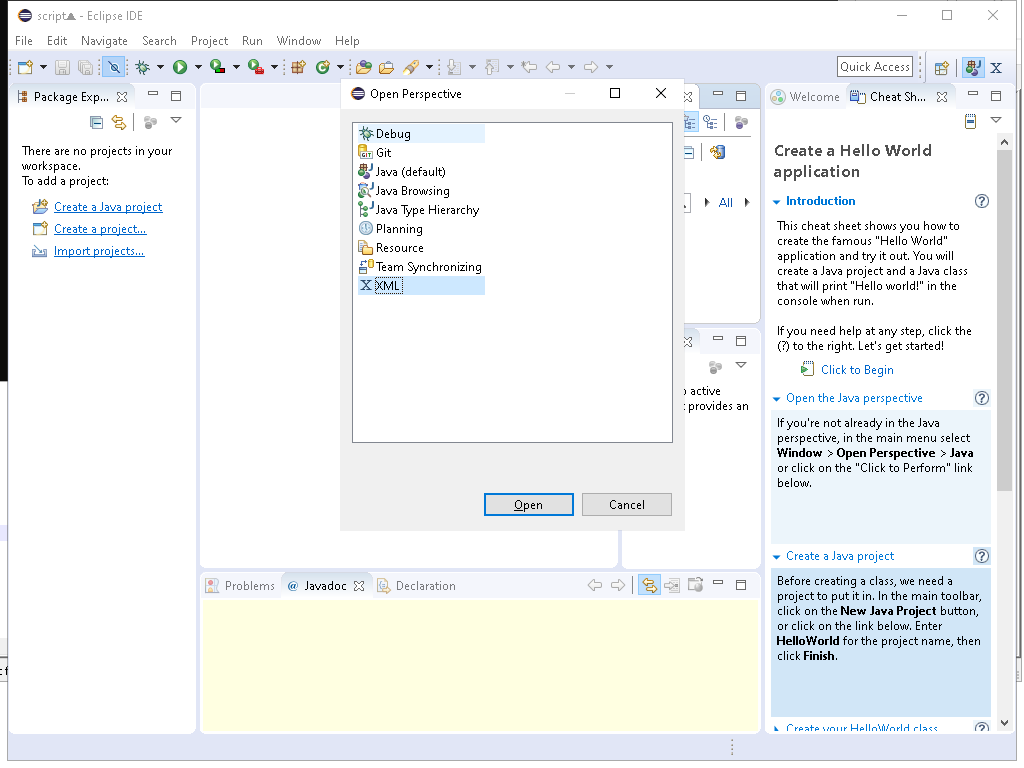 script▲ - Eclipse IDE
File Edit Navigate Search Project Run Window Help
Quick Access
Package Exp...
There are no projects in your
workspace.
To add a project:
Create a Java project
Create a project...
Import projects...
Open Perspective
Debug
GIT Git
Java (default)
Java Browsing
Java Type Hierarchy
Planning
Resource
Team Synchronizing
X XML
Open Cancel
All
active
provides an
Problems @ Javadoc Declaration
Welcome Cheat Sh...
Create a Hello World
application
Introduction
This cheat sheet shows you how to
create the famous "Hello World"
application and try it out. You will
create a Java project and a Java class
that will print "Hello world!" in the
console when run.
If you need help at any step, click the
(?) to the right. Let's get started!
Click to Begin
Open the Java perspective
If you're not already in the Java
perspective, in the main menu select
Window > Open Perspective > Java
or click on the "Click to Perform" link
below.
Create a Java project
Before creating a class, we need a
project to put it in. In the main toolbar,
click on the New Java Project button,
or click on the link below. Enter
HelloWorld for the project name, then
click Finish.
Create your HelloWorld class